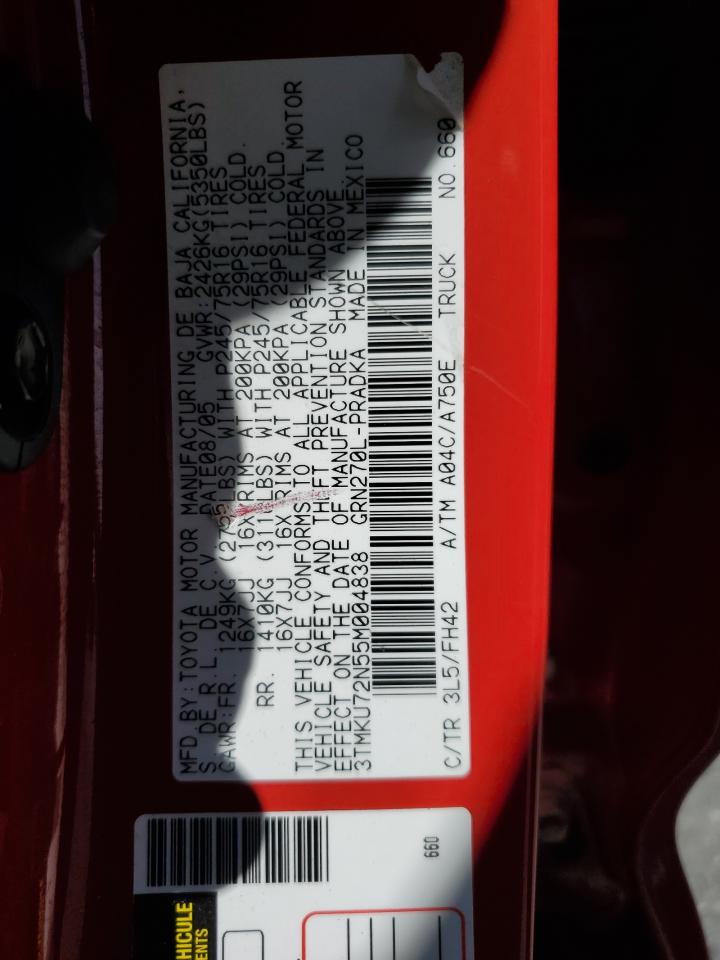 MFD.BY:TOYOTA MOTOR MANUFACTURING DE BAJA CALIFORNIA,
S. DE R.L. DE C.V. DATE08/05 GVWR:2426KG(5350LBS)
GAWR:FR. 1249KG (2755LBS) WITH P245/75R16 TIRES
16X7JJ 16X7 RIMS AT 200KPA (29PSI) COLD.
RR. 1410KG (3110LBS) WITH P245/75R16 TIRES
16X7JJ RIMS AT 200KPA (29PSI) COLD.
THIS VEHICLE CONFORMS TO ALL APPLICABLE FEDERAL MOTOR
VEHICLE SAFETY AND THEFT PREVENTION STANDARDS IN
EFFECT ON THE DATE OF MANUFACTURE SHOWN ABOVE.
3TMKU72N55M004838 GRN270L-PRADKA MADE IN MEXICO
C/TR 3L5/FH42 A/TM A04C/A750E TRUCK NO.660
660
HICULE
ENTS